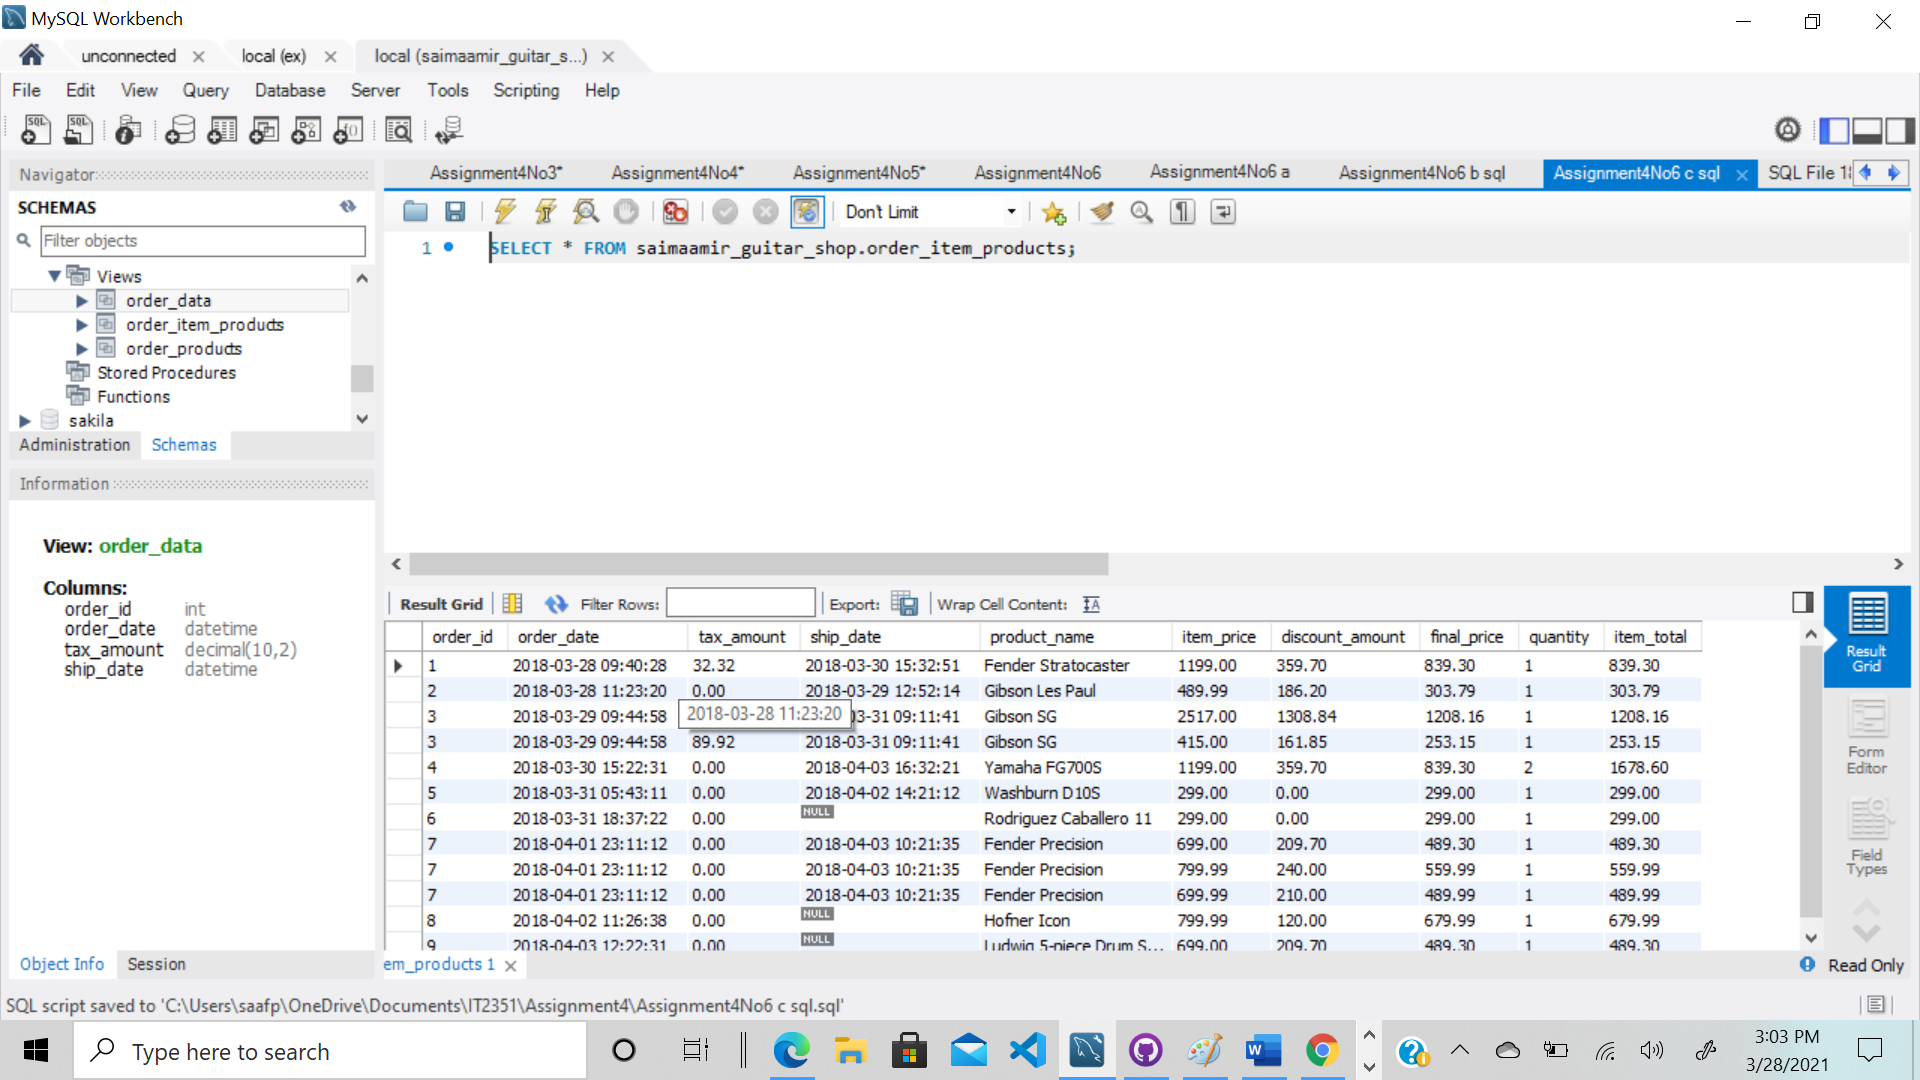 MySQL Workbench
unconnected
local (ex)
local (saimaamir_guitar_s...)
File Edit View Query Database Server Tools Scripting Help
Navigator
SCHEMAS
Filter objects
Views
order_data
order_item_products
order_products
Stored Procedures
Functions
sakila
Administration Schemas
Information
View: order_data
Columns:
order_id int
order_date datetime
tax_amount decimal(10,2)
ship_date datetime
Object Info Session
Assignment4No3* Assignment4No4* Assignment4No5* Assignment4No6 Assignment4No6 a Assignment4No6 b sql Assignment4No6 c sql SQL File 1
Don't Limit
1 SELECT * FROM saimaamir_guitar_shop.order_item_products;
Result Grid Filter Rows: Export: Wrap Cell Content:
order_id order_date tax_amount ship_date product_name item_price discount_amount final_price quantity item_total
1 2018-03-28 09:40:28 32.32 2018-03-30 15:32:51 Fender Stratocaster 1199.00 359.70 839.30 1 839.30
2 2018-03-28 11:23:20 0.00 2018-03-29 12:52:14 Gibson Les Paul 489.99 186.20 303.79 1 303.79
3 2018-03-29 09:44:58 2018-03-28 11:23:20 03-31 09:11:41 Gibson SG 2517.00 1308.84 1208.16 1 1208.16
3 2018-03-29 09:44:58 89.92 2018-03-31 09:11:41 Gibson SG 415.00 161.85 253.15 1 253.15
4 2018-03-30 15:22:31 0.00 2018-04-03 16:32:21 Yamaha FG700S 1199.00 359.70 839.30 2 1678.60
5 2018-03-31 05:43:11 0.00 2018-04-02 14:21:12 Washburn D10S 299.00 0.00 299.00 1 299.00
6 2018-03-31 18:37:22 0.00 NULL Rodriguez Caballero 11 299.00 0.00 299.00 1 299.00
7 2018-04-01 23:11:12 0.00 2018-04-03 10:21:35 Fender Precision 699.00 209.70 489.30 1 489.30
7 2018-04-01 23:11:12 0.00 2018-04-03 10:21:35 Fender Precision 799.99 240.00 559.99 1 559.99
7 2018-04-01 23:11:12 0.00 2018-04-03 10:21:35 Fender Precision 699.99 210.00 489.99 1 489.99
8 2018-04-02 11:26:38 0.00 NULL Hofner Icon 799.99 120.00 679.99 1 679.99
9 2018-04-03 12:22:31 0.00 NULL Ludwig 5-piece Drum S... 699.00 209.70 489.30 1 489.30
Result
Grid
Form
Editor
Field
Types
em_products 1
Read Only
SQL script saved to 'C:\Users\saafp\OneDrive\Documents\IT2351\Assignment4\Assignment4No6 c sql.sql'
Type here to search
3:03 PM
3/28/2021